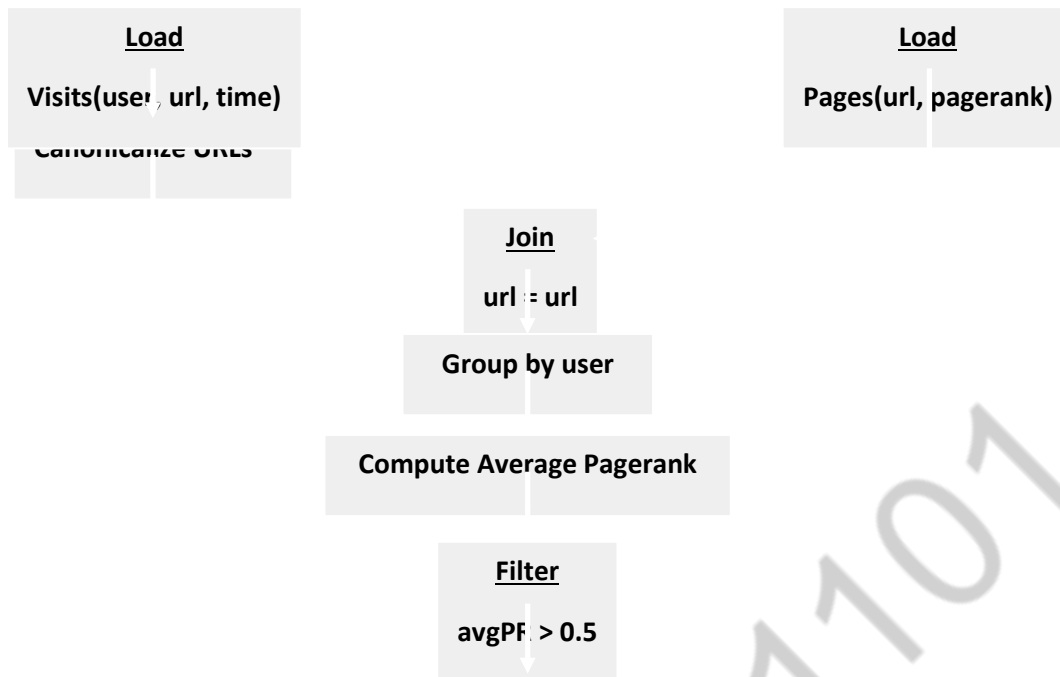 Load
Visits(user, url, time)
Canonicalize URLs
Load
Pages(url, pagerank)
Join
url = url
Group by user
Compute Average Pagerank
Filter
avgPR > 0.5
1101